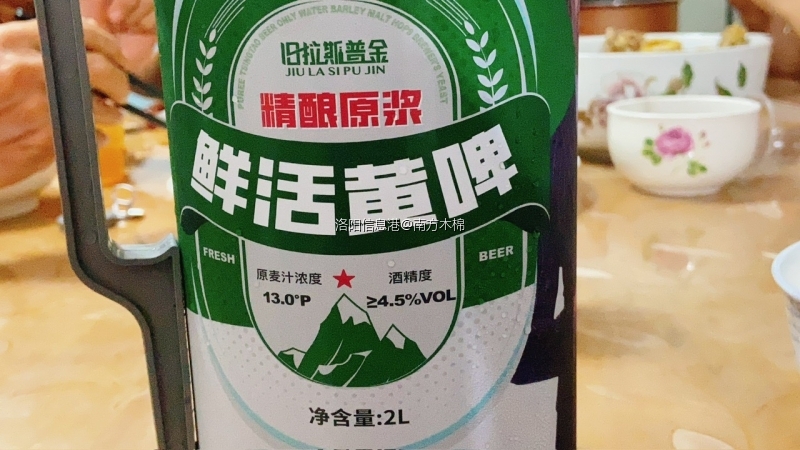 PUREE TSINGTAO BEER ONLY WATER BARLEY MALT HOPS BREWER'S YEAST
旧拉斯普金
JIU LA SI PU JIN
精酿原浆
鲜活黄啤
洛阳信息港@南方木棉
FRESH
BEER
原麦汁浓度
酒精度
13.0°P
≥4.5%VOL
净含量:2L